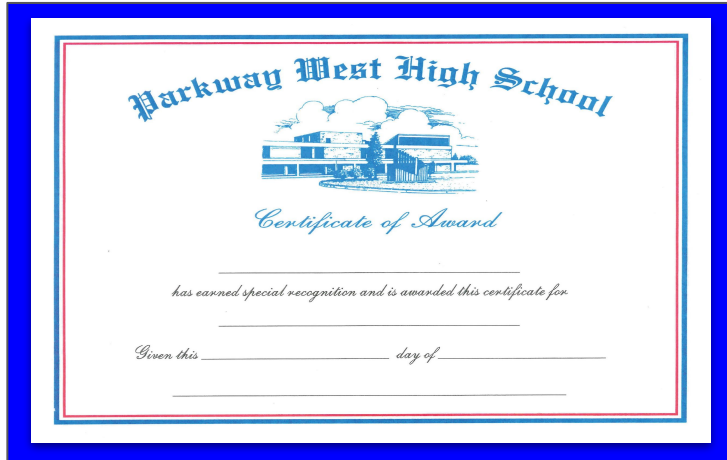 Parkway West High School
Certificate of Award
has earned special recognition and is awarded this certificate for
Given this day of